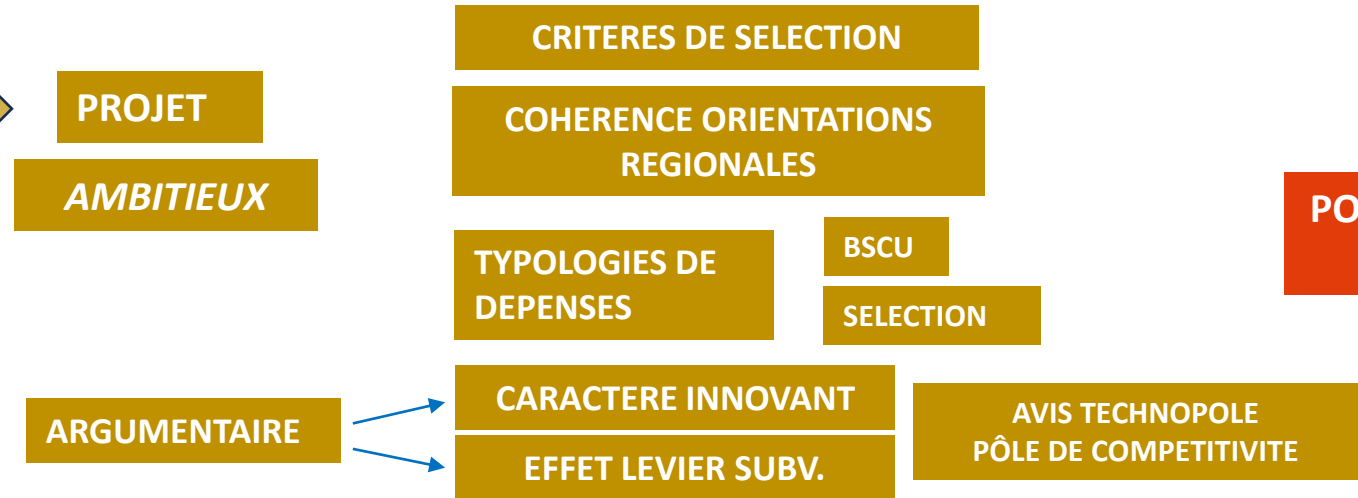 CRITERES DE SELECTION
PROJET
COHERENCE ORIENTATIONS
REGIONALES
AMBITIEUX
PO
TYPOLOGIES DE
DEPENSES
BSCU
SELECTION
ARGUMENTAIRE
CARACTERE INNOVANT
EFFET LEVIER SUBV.
AVIS TECHNOPOLE
PÔLE DE COMPETITIVITE